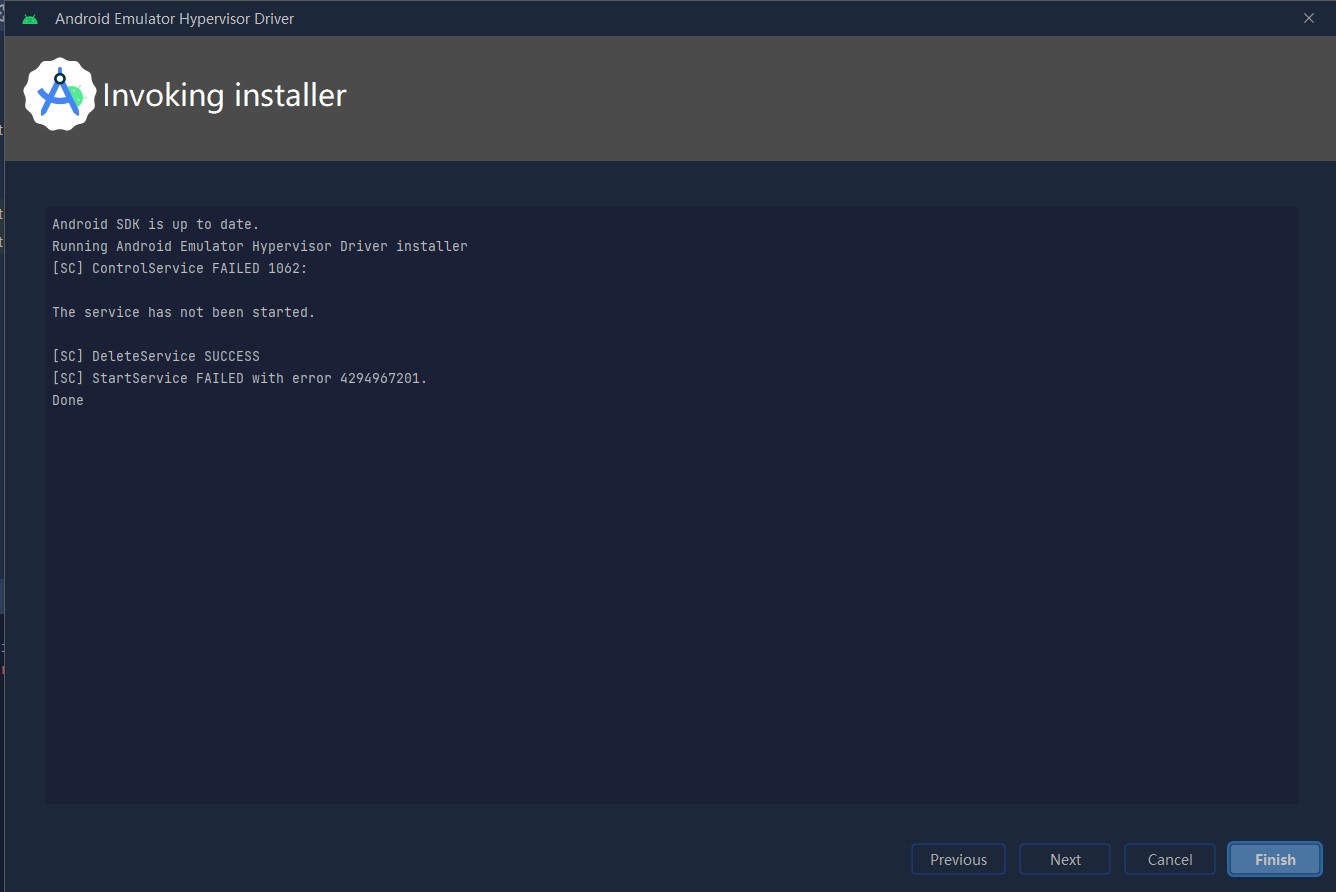 Android Emulator Hypervisor Driver
Invoking installer
Android SDK is up to date.
Running Android Emulator Hypervisor Driver installer
[SC] ControlService FAILED 1062:
The service has not been started.
[SC] DeleteService SUCCESS
[SC] StartService FAILED with error 4294967201.
Done
Previous
Next
Cancel
Finish